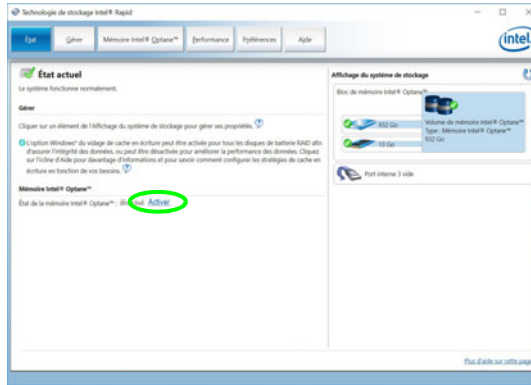 Technologie de stockage Intel® Rapid
État
Gérer
Mémoire Intel® Optane™
Performance
Préférences
Aide
intel
État actuel
Le système fonctionne normalement.
Gérer
Cliquer sur un élément de l'Affichage du système de stockage pour gérer ses propriétés.
L'option Windows* du vidage de cache en écriture peut être activée pour tous les disques de batterie RAID afin
d'assurer l'intégrité des données, ou peut être désactivée pour améliorer la performance des données. Cliquez
sur l'icône d'Aide pour davantage d'informations et pour savoir comment configurer les stratégies de cache en
écriture en fonction de vos besoins.
Mémoire Intel® Optane™
État de la mémoire Intel® Optane™ : Activer
Affichage du système de stockage
Bloc de mémoire Intel® Optane™
932 Go
13 Go
Volume de mémoire Intel® Optane™
Type : Mémoire Intel® Optane™
932 Go
Port interne 3 vide
Plus d'aide sur cette page